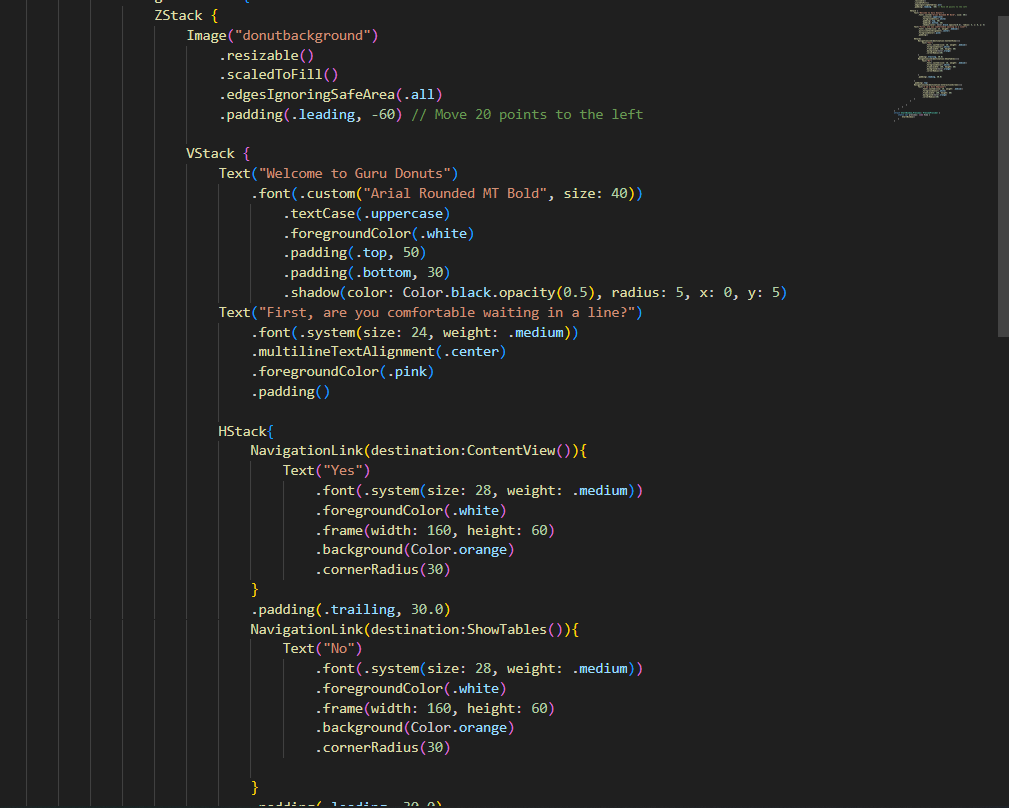 ZStack {
Image("donutbackground")
.resizable()
.scaledToFill()
.edgesIgnoringSafeArea(.all)
.padding(.leading, -60) // Move 20 points to the left
VStack {
Text("Welcome to Guru Donuts")
.font(.custom("Arial Rounded MT Bold", size: 40))
.textCase(.uppercase)
.foregroundColor(.white)
.padding(.top, 50)
.padding(.bottom, 30)
.shadow(color: Color.black.opacity(0.5), radius: 5, x: 0, y: 5)
Text("First, are you comfortable waiting in a line?")
.font(.system(size: 24, weight: .medium))
.multilineTextAlignment(.center)
.foregroundColor(.pink)
.padding()
HStack{
NavigationLink(destination:ContentView()){
Text("Yes")
.font(.system(size: 28, weight: .medium))
.foregroundColor(.white)
.frame(width: 160, height: 60)
.background(Color.orange)
.cornerRadius(30)
}
.padding(.trailing, 30.0)
NavigationLink(destination:ShowTables()){
Text("No")
.font(.system(size: 28, weight: .medium))
.foregroundColor(.white)
.frame(width: 160, height: 60)
.background(Color.orange)
.cornerRadius(30)
}
.padding(.leading, 30.0)